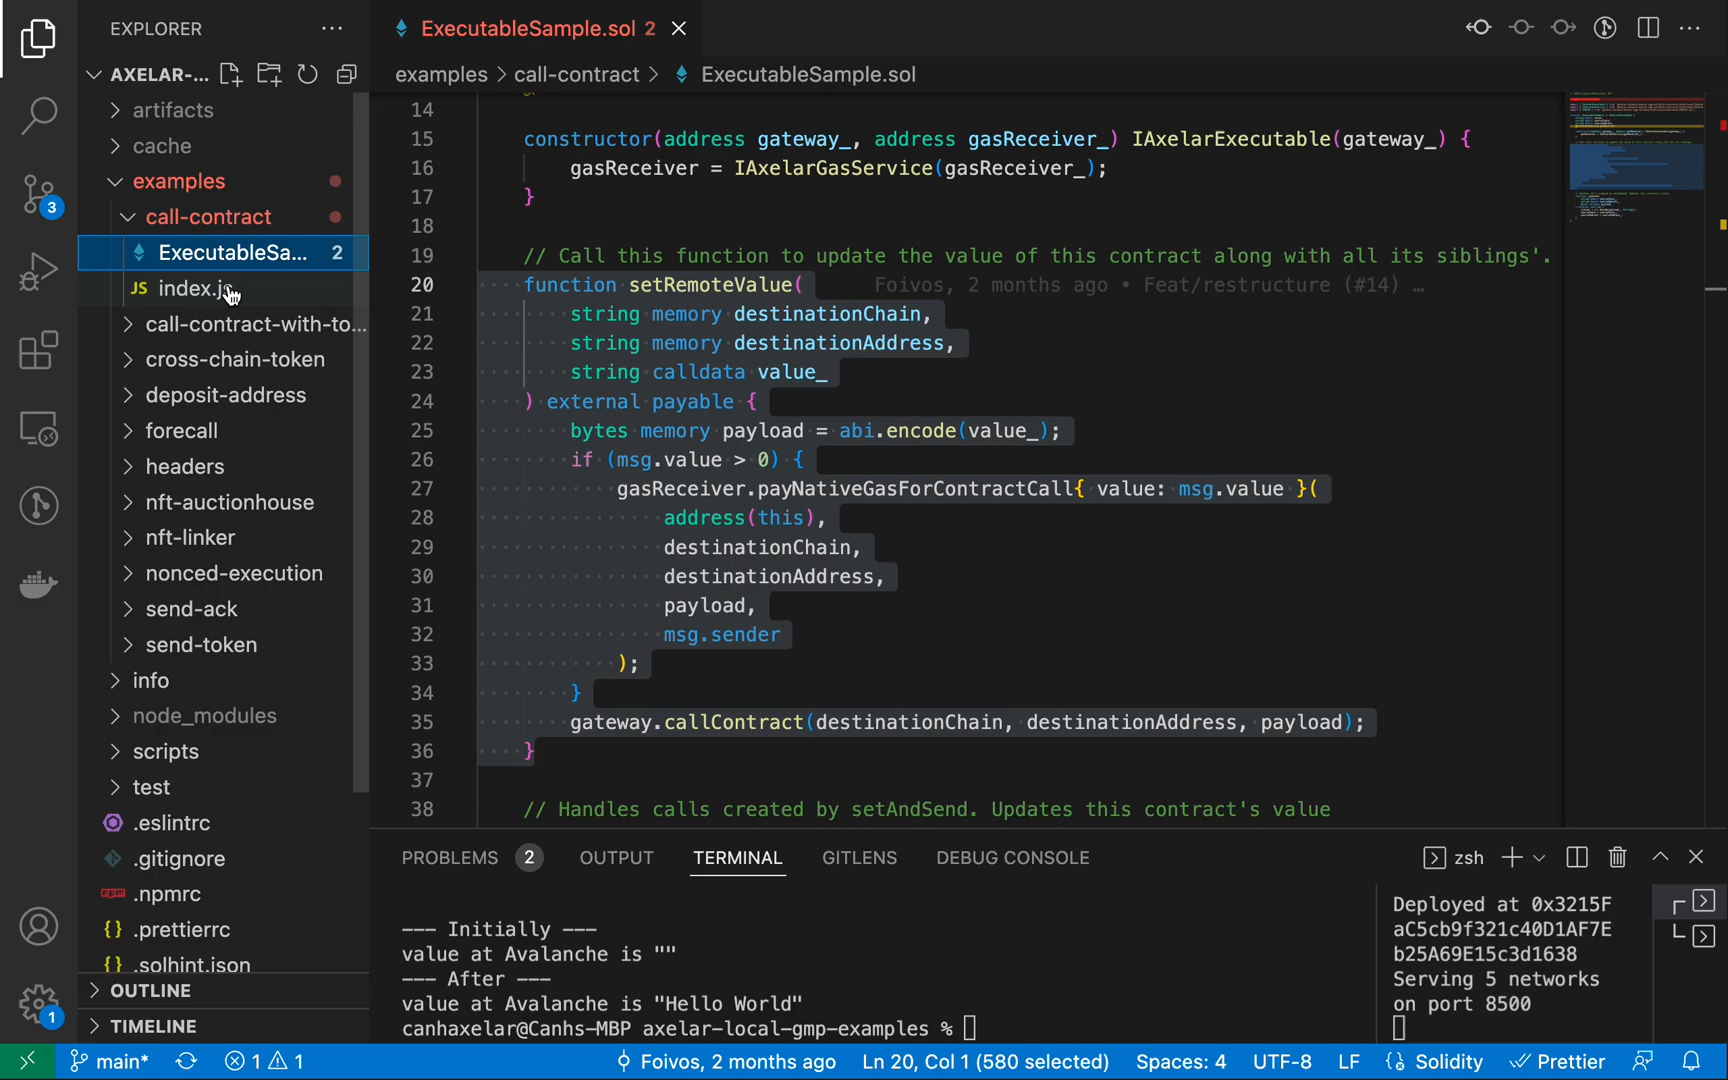 EXPLORER
AXELAR-...
artifacts
cache
examples
call-contract
ExecutableSa... 2
JS index.js
call-contract-with-to...
cross-chain-token
deposit-address
forecall
headers
nft-auctionhouse
nft-linker
nonced-execution
send-ack
send-token
info
node_modules
scripts
test
.eslintrc
.gitignore
.npmrc
{} .prettierrc
{} .solhint.json
OUTLINE
TIMELINE
3
1
ExecutableSample.sol 2
examples > call-contract > ExecutableSample.sol
14
15 constructor(address gateway_, address gasReceiver_) IAxelarExecutable(gateway_) {
16 gasReceiver = IAxelarGasService(gasReceiver_);
17 }
18
19 // Call this function to update the value of this contract along with all its siblings'.
20 function setRemoteValue( Foivos, 2 months ago • Feat/restructure (#14) …
21 string memory destinationChain,
22 string memory destinationAddress,
23 string calldata value_
24 ) external payable {
25 bytes memory payload = abi.encode(value_);
26 if (msg.value > 0) {
27 gasReceiver.payNativeGasForContractCall{ value: msg.value }(
28 address(this),
29 destinationChain,
30 destinationAddress,
31 payload,
32 msg.sender
33 );
34 }
35 gateway.callContract(destinationChain, destinationAddress, payload);
36 }
37
38 // Handles calls created by setAndSend. Updates this contract's value
PROBLEMS 2 OUTPUT TERMINAL GITLENS DEBUG CONSOLE zsh
--- Initially ---
value at Avalanche is ""
--- After ---
value at Avalanche is "Hello World"
canhaxelar@Canhs-MBP axelar-local-gmp-examples %
Deployed at 0x3215F
aC5cb9f321c40D1AF7E
b25A69E15c3d1638
Serving 5 networks
on port 8500
main* 1 1 Foivos, 2 months ago Ln 20, Col 1 (580 selected) Spaces: 4 UTF-8 LF Solidity Prettier